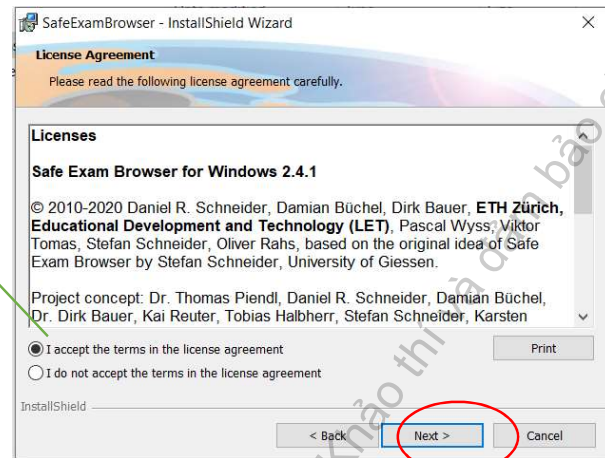 SafeExamBrowser - InstallShield Wizard
License Agreement
Please read the following license agreement carefully.
Licenses
Safe Exam Browser for Windows 2.4.1
© 2010-2020 Daniel R. Schneider, Damian Büchel, Dirk Bauer, ETH Zürich,
Educational Development and Technology (LET), Pascal Wyss, Viktor
Tomas, Stefan Schneider, Oliver Rahs, based on the original idea of Safe
Exam Browser by Stefan Schneider, University of Giessen.
Project concept: Dr. Thomas Piendl, Daniel R. Schneider, Damian Büchel,
Dr. Dirk Bauer, Kai Reuter, Tobias Halbherr, Stefan Schneider, Karsten
I accept the terms in the license agreement
Print
I do not accept the terms in the license agreement
InstallShield
< Back
Next >
Cancel
Khảo thí và đảm bảo